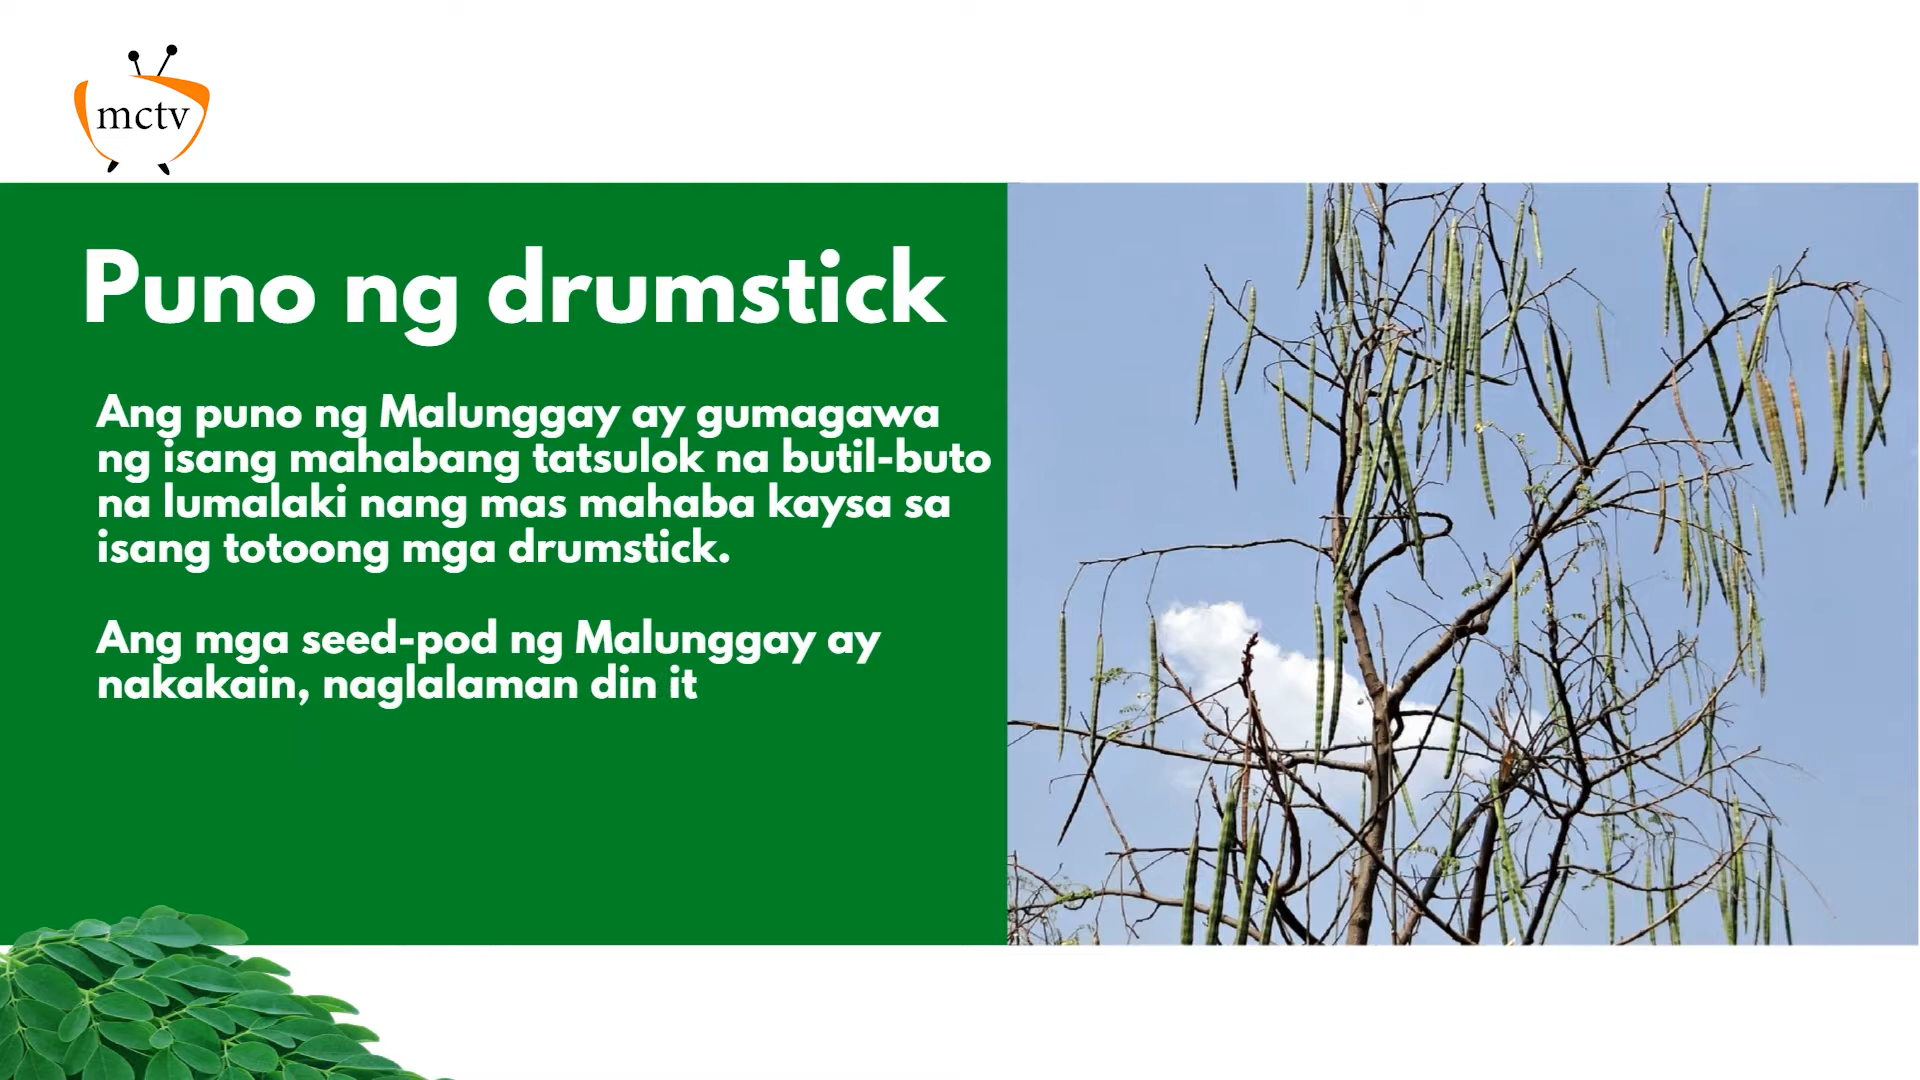 mctv
Puno ng drumstick
Ang puno ng Malunggay ay gumagawa
ng isang mahabang tatsulok na butil-buto
na lumalaki nang mas mahaba kaysa sa
isang totoong mga drumstick.
Ang mga seed-pod ng Malunggay ay
nakakain, naglalaman din it